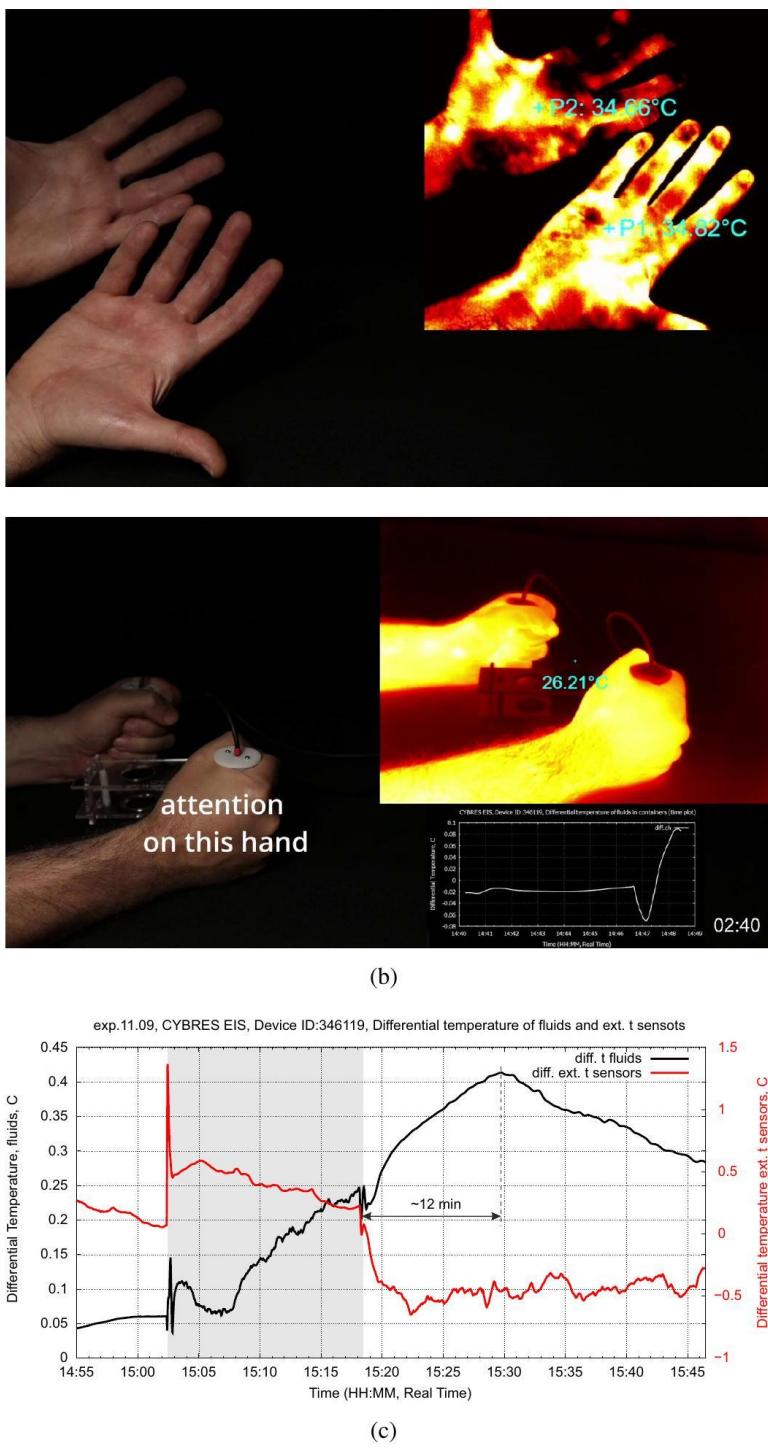 +P2: 34.66°C
+P1: 34.82°C
26.21°C
attention
on this hand
CYBRES EIS, Device ID:346119, Differential temperature of fluids in containers (time plot)
diff.ch
Differential Temperature, C
0.1
0.08
0.06
0.04
0.02
0
-0.02
-0.04
-0.06
-0.08
14:40 14:41 14:42 14:43 14:44 14:45 14:46 14:47 14:48 14:49
Time (HH:MM, Real Time)
02:40
(b)
exp.11.09, CYBRES EIS, Device ID:346119, Differential temperature of fluids and ext. t sensots
diff. t fluids
diff. ext. t sensors
Differential Temperature, fluids, C
0.45
0.4
0.35
0.3
0.25
0.2
0.15
0.1
0.05
0
Differential temperature ext. t sensors, C
1.5
1
0.5
0
−0.5
−1
~12 min
14:55 15:00 15:05 15:10 15:15 15:20 15:25 15:30 15:35 15:40 15:45
Time (HH:MM, Real Time)
(c)